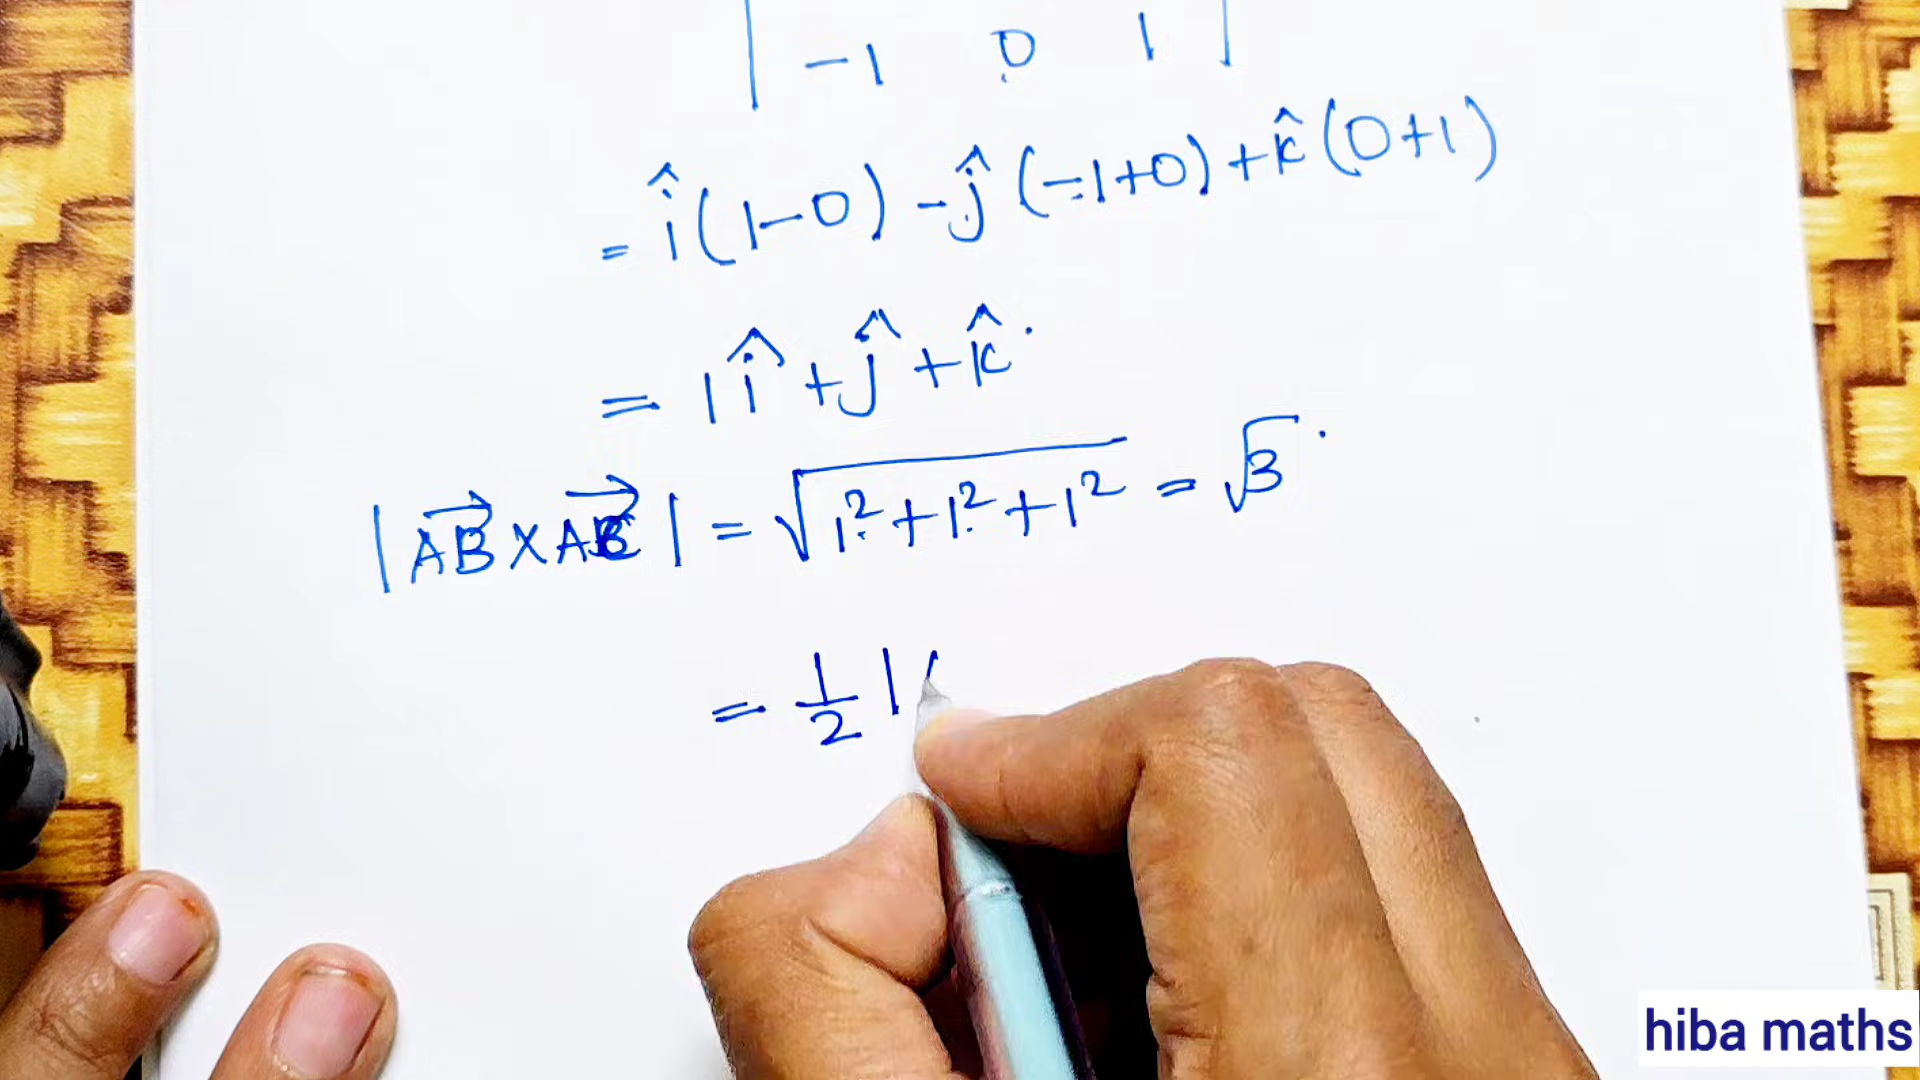 | -1 0 1 |
= î(1-0) - ĵ(-1+0) + k̂(0+1)
= 1î + ĵ + k̂.
|AB⃗ × AC⃗| = √(1² + 1² + 1²) = √3.
= 1/2 |
hiba maths